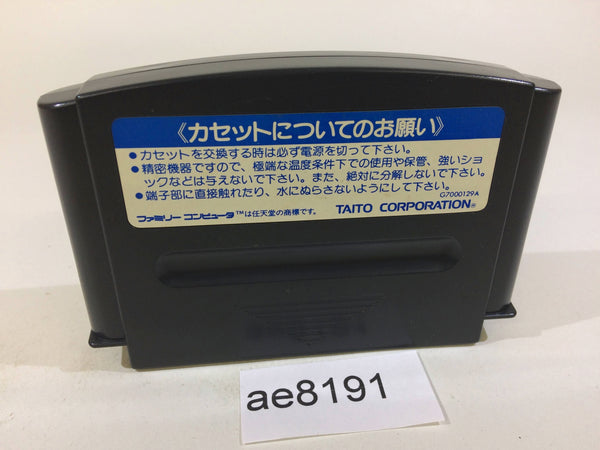 《カセットについてのお願い》
●カセットを交換する時は必ず電源を切って下さい。
●精密機器ですので、極端な温度条件下での使用や保管、強いショ
ックなどは与えないで下さい。また、絶対に分解しないで下さい。
●端子部に直接触れたり、水にぬらさないようにして下さい。
G7000129A
ファミリーコンピュータ™は任天堂の商標です。 TAITO CORPORATION®
ae8191